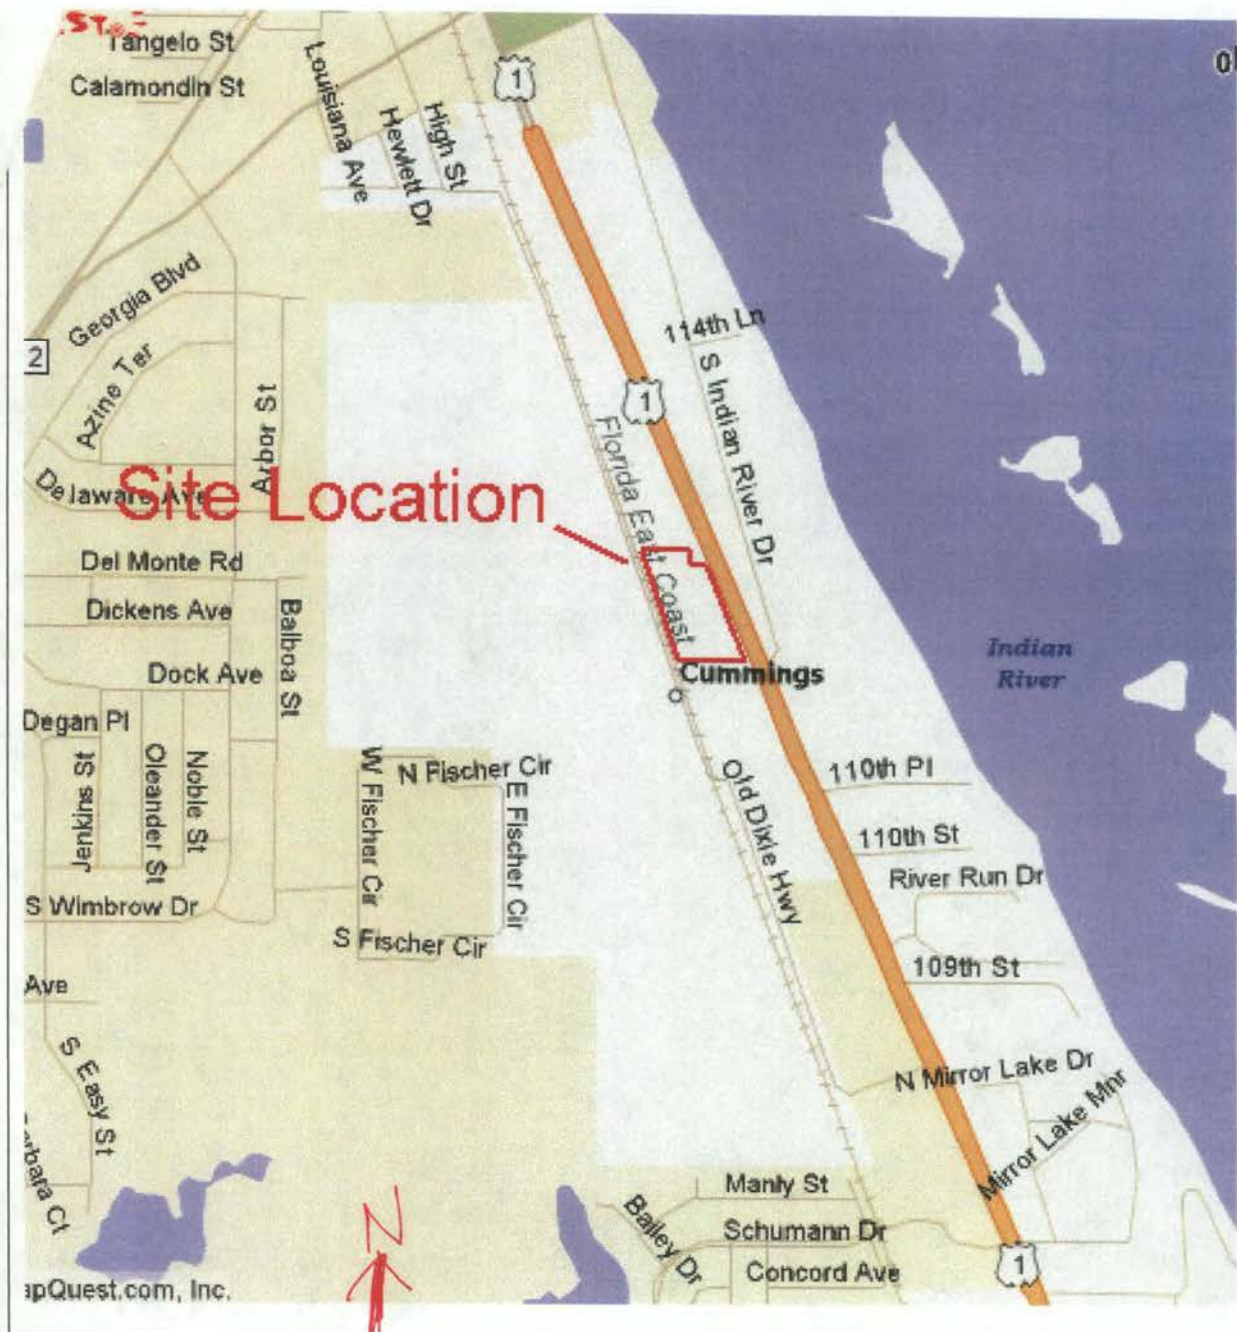 ST.
Tangelo St
Calamondin St
Louisiana Ave
Hewlett Dr
High St
1
Georgia Blvd
2
Azine Ter
Arbor St
114th Ln
S Indian River Dr
1
Florida East Coast
Delaware Ave
Site Location
Del Monte Rd
Dickens Ave
Balboa St
Dock Ave
Cummings
Indian
River
Degan Pl
Jenkins St
Oleander St
Noble St
W Fischer Cir
N Fischer Cir
E Fischer Cir
S Fischer Cir
Old Dixie Hwy
110th Pl
110th St
River Run Dr
109th St
S Wimbrow Dr
Ave
S Easy St
N Mirror Lake Dr
Mirror Lake Mnr
Manly St
Bailey Dr
Schumann Dr
Concord Ave
1
N
apQuest.com, Inc.